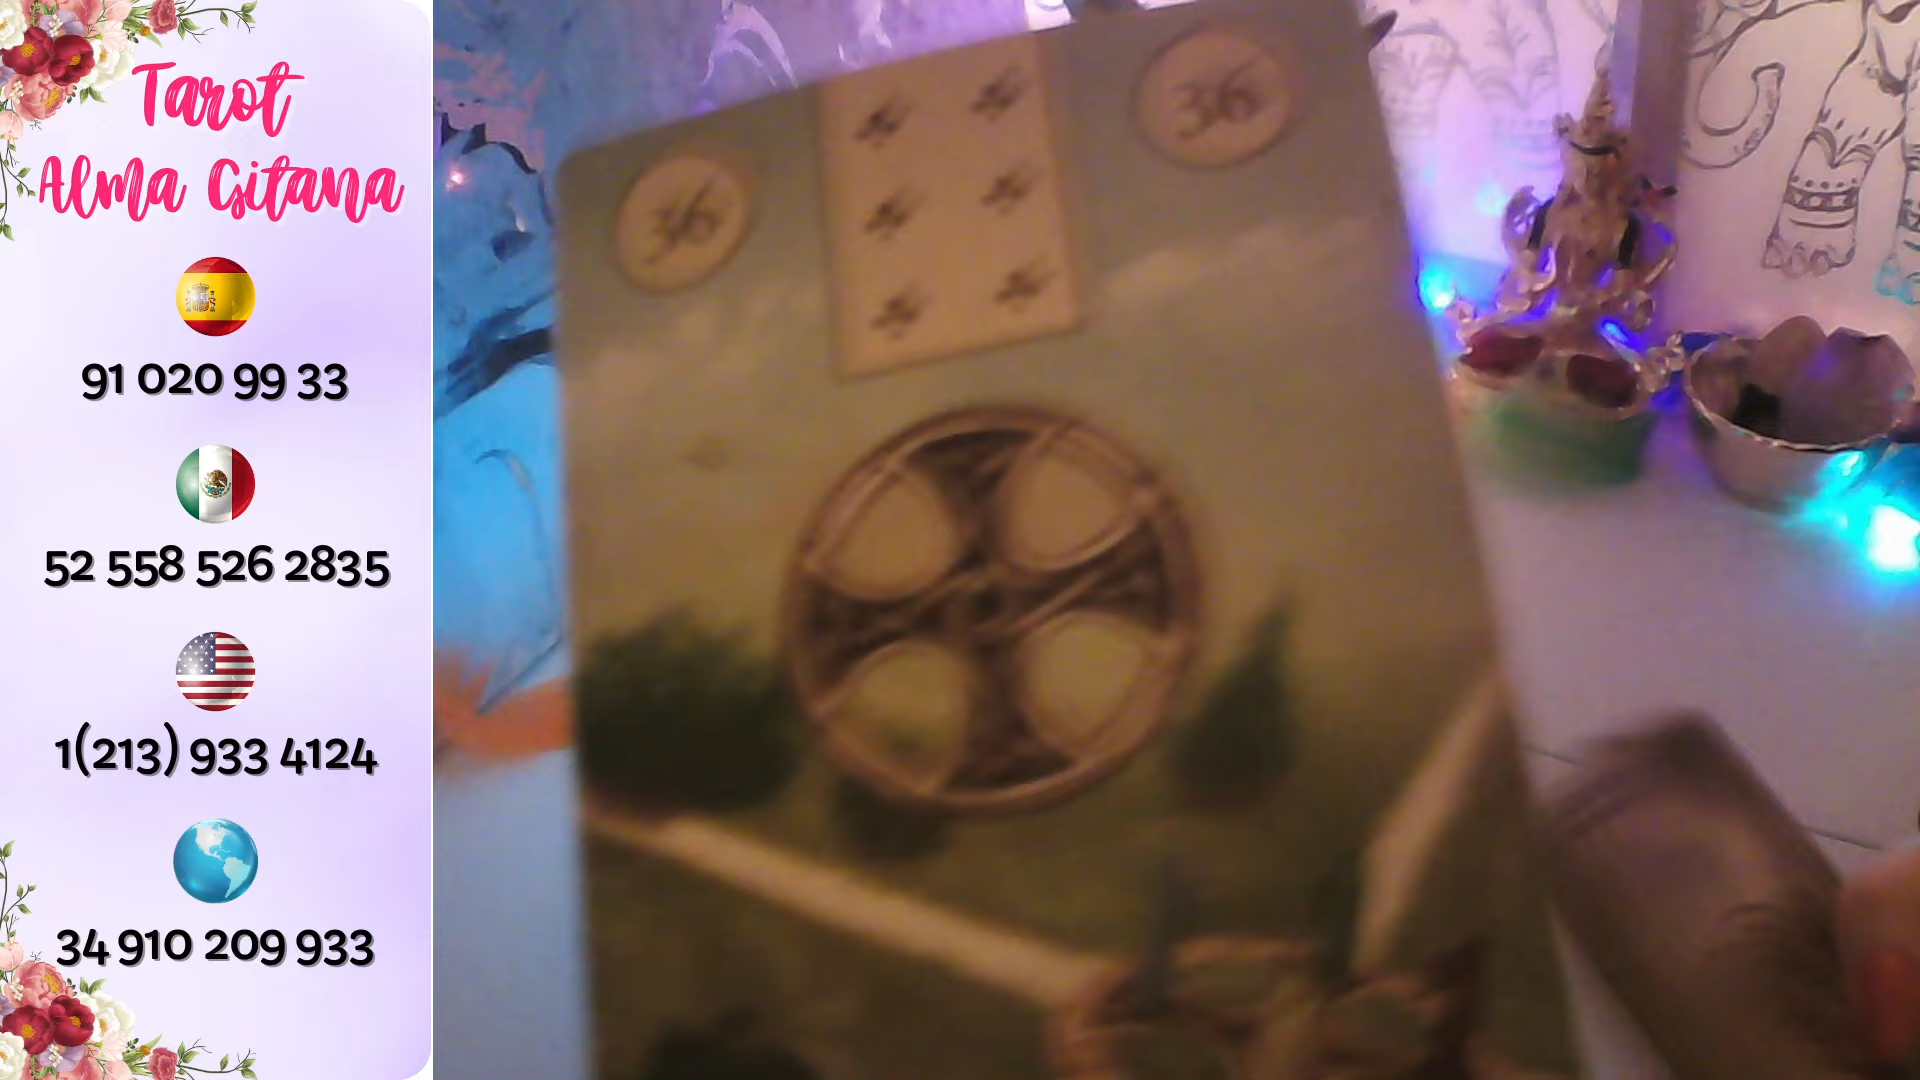 Tarot
Alma Gitana
91 020 99 33
52 558 526 2835
1(213) 933 4124
34 910 209 933
36
36